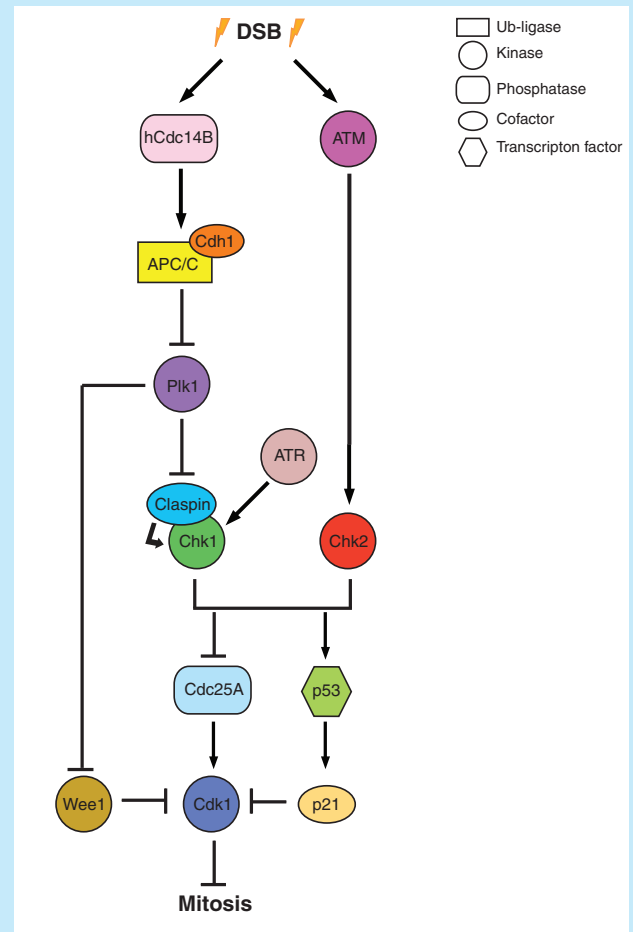 DSB
Ub-ligase
Kinase
Phosphatase
Cofactor
Transcripton factor
hCdc14B
ATM
Cdh1
APC/C
Plk1
ATR
Claspin
Chk1
Chk2
Cdc25A
p53
Wee1
Cdk1
p21
Mitosis